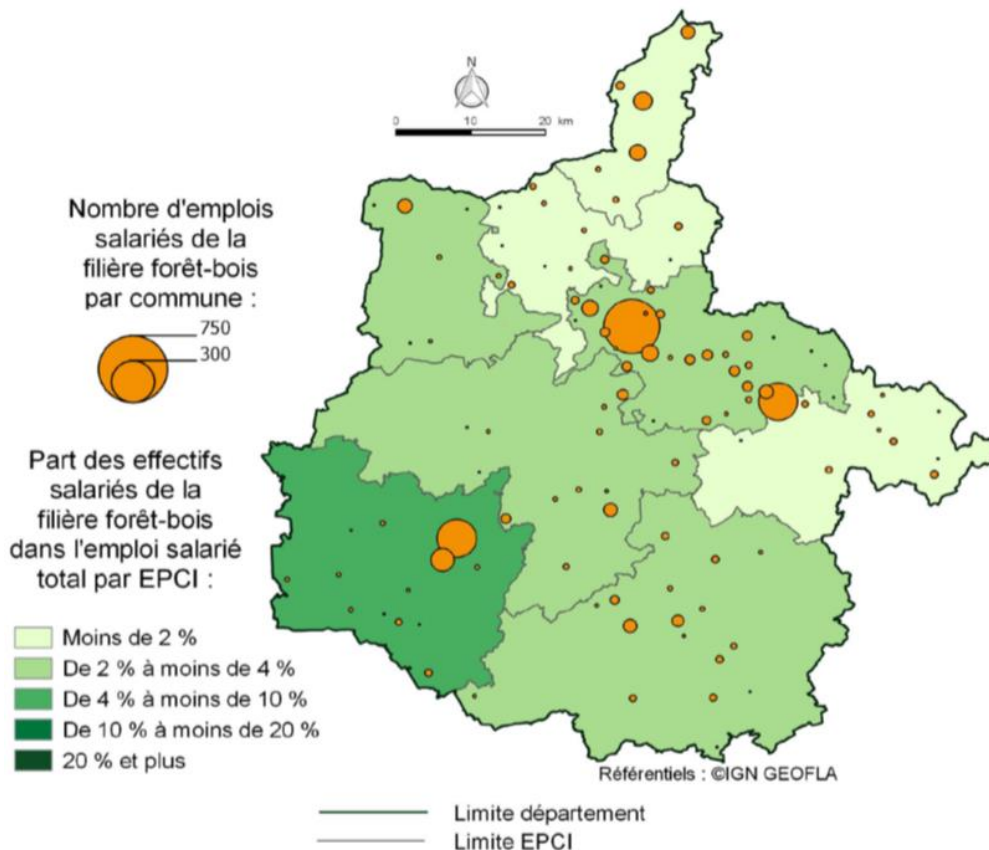 N
0 10 20 km
Nombre d'emplois
salariés de la
filière forêt-bois
par commune :
750
300
Part des effectifs
salariés de la
filière forêt-bois
dans l'emploi salarié
total par EPCI :
Moins de 2 %
De 2 % à moins de 4 %
De 4 % à moins de 10 %
De 10 % à moins de 20 %
20 % et plus
Référentiels : ©IGN GEOFLA
Limite département
Limite EPCI